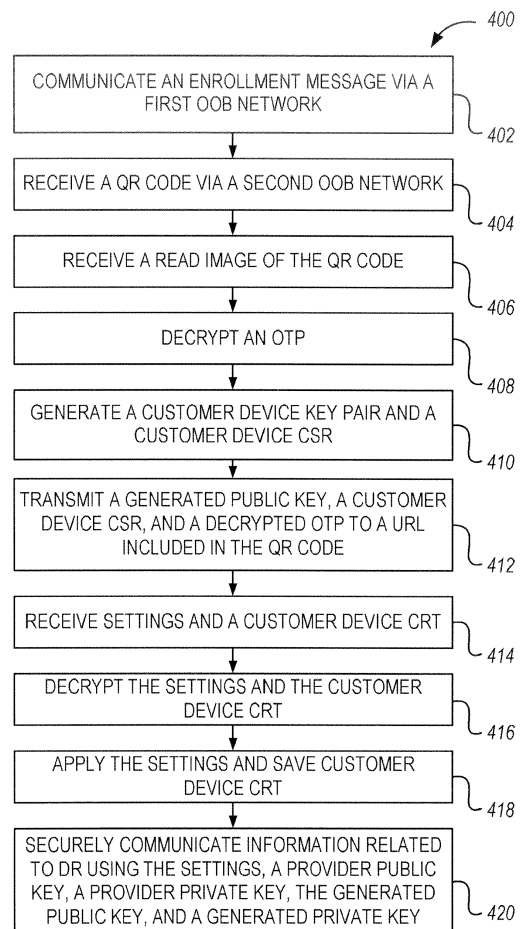 400
COMMUNICATE AN ENROLLMENT MESSAGE VIA A
FIRST OOB NETWORK
402
RECEIVE A QR CODE VIA A SECOND OOB NETWORK
404
RECEIVE A READ IMAGE OF THE QR CODE
406
DECRYPT AN OTP
408
GENERATE A CUSTOMER DEVICE KEY PAIR AND A
CUSTOMER DEVICE CSR
410
TRANSMIT A GENERATED PUBLIC KEY, A CUSTOMER
DEVICE CSR, AND A DECRYPTED OTP TO A URL
INCLUDED IN THE QR CODE
412
RECEIVE SETTINGS AND A CUSTOMER DEVICE CRT
414
DECRYPT THE SETTINGS AND THE CUSTOMER
DEVICE CRT
416
APPLY THE SETTINGS AND SAVE CUSTOMER
DEVICE CRT
418
SECURELY COMMUNICATE INFORMATION RELATED
TO DR USING THE SETTINGS, A PROVIDER PUBLIC
KEY, A PROVIDER PRIVATE KEY, THE GENERATED
PUBLIC KEY, AND A GENERATED PRIVATE KEY
420